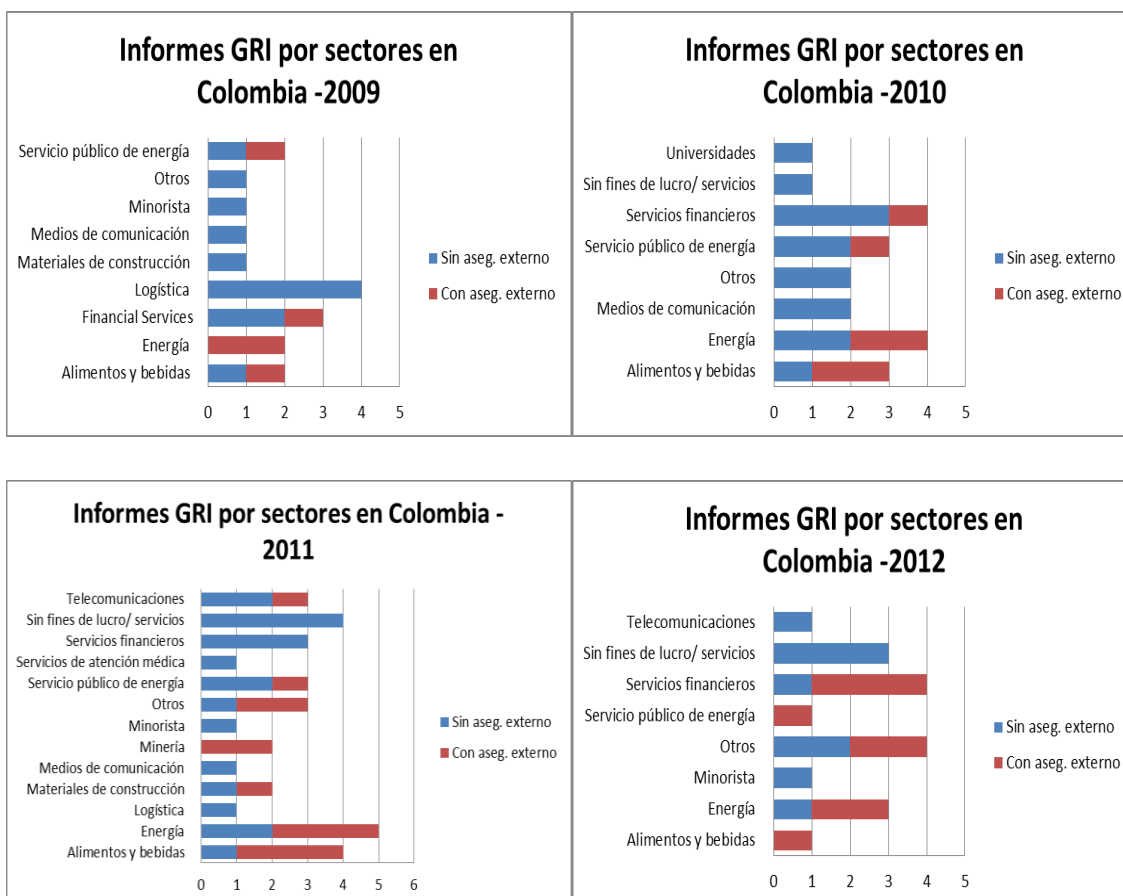 Informes GRI por sectores en
Colombia -2009
Servicio público de energía
Otros
Minorista
Medios de comunicación
Materiales de construcción
Logística
Financial Services
Energía
Alimentos y bebidas
0 1 2 3 4 5
Sin aseg. externo
Con aseg. externo
Informes GRI por sectores en
Colombia -2010
Universidades
Sin fines de lucro/ servicios
Servicios financieros
Servicio público de energía
Otros
Medios de comunicación
Energía
Alimentos y bebidas
0 1 2 3 4 5
Sin aseg. externo
Con aseg. externo
Informes GRI por sectores en Colombia -
2011
Telecomunicaciones
Sin fines de lucro/ servicios
Servicios financieros
Servicios de atención médica
Servicio público de energía
Otros
Minorista
Minería
Medios de comunicación
Materiales de construcción
Logística
Energía
Alimentos y bebidas
0 1 2 3 4 5 6
Sin aseg. externo
Con aseg. externo
Informes GRI por sectores en
Colombia -2012
Telecomunicaciones
Sin fines de lucro/ servicios
Servicios financieros
Servicio público de energía
Otros
Minorista
Energía
Alimentos y bebidas
0 1 2 3 4 5
Sin aseg. externo
Con aseg. externo